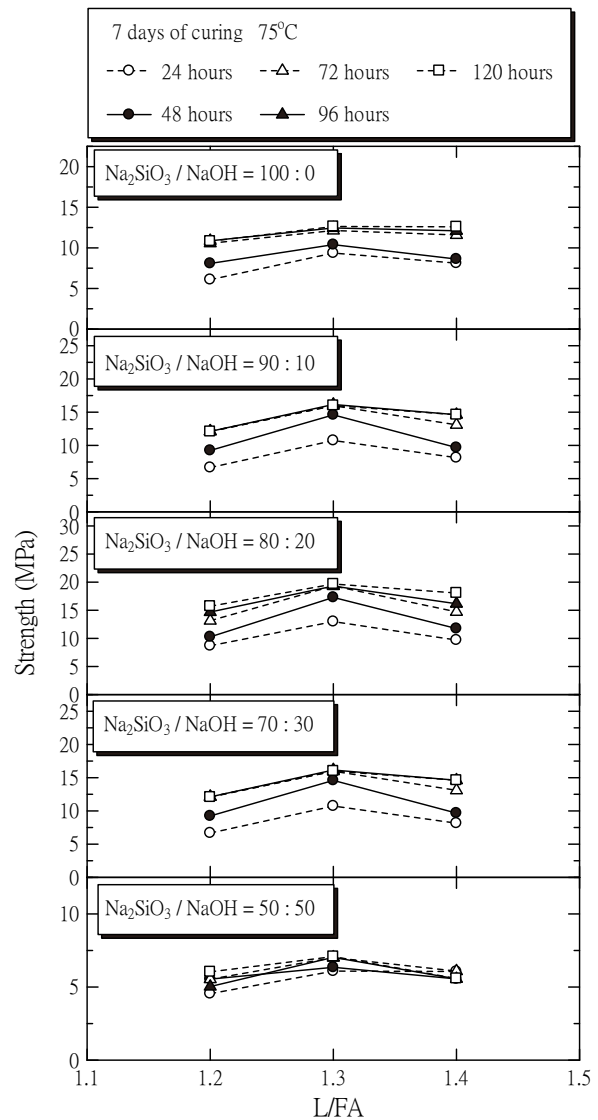 7 days of curing 75°C
24 hours 72 hours 120 hours
48 hours 96 hours
Na₂SiO₃ / NaOH = 100 : 0
20
15
10
5
0
Na₂SiO₃ / NaOH = 90 : 10
25
20
15
10
5
0
Na₂SiO₃ / NaOH = 80 : 20
30
25
20
15
10
5
0
Na₂SiO₃ / NaOH = 70 : 30
25
20
15
10
5
0
Na₂SiO₃ / NaOH = 50 : 50
10
5
0
Strength (MPa)
1.1 1.2 1.3 1.4 1.5
L/FA